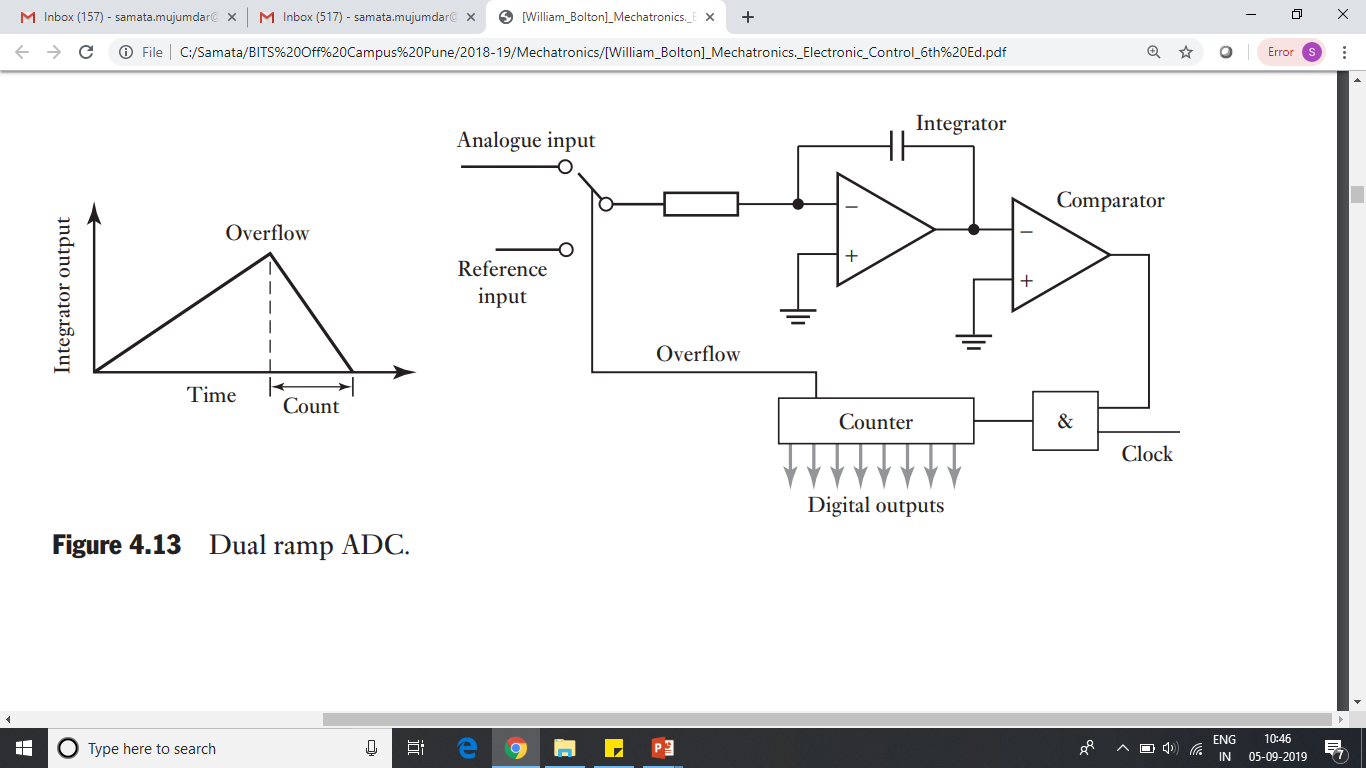 Inbox (157) - samata.mujumdar@
Inbox (517) - samata.mujumdar@
[William_Bolton]_Mechatronics._E
File
C:/Samata/BITS%20Off%20Campus%20Pune/2018-19/Mechatronics/[William_Bolton]_Mechatronics._Electronic_Control_6th%20Ed.pdf
Error S
Integrator output
Overflow
Time
Count
Analogue input
Reference
input
Integrator
−
+
Comparator
−
+
Overflow
Counter
&
Clock
Digital outputs
Figure 4.13 Dual ramp ADC.
Type here to search
ENG
IN
10:46
05-09-2019
7